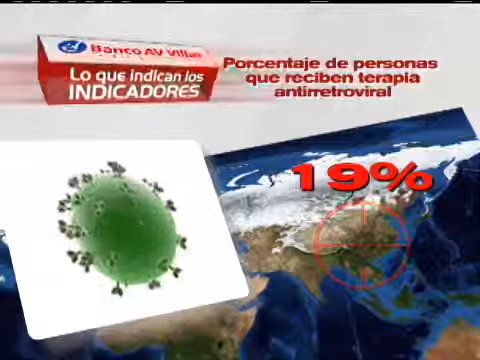 Banco AV Villas
Lo que indican los
INDICADORES
Porcentaje de personas
que reciben terapia
antirretroviral
19%